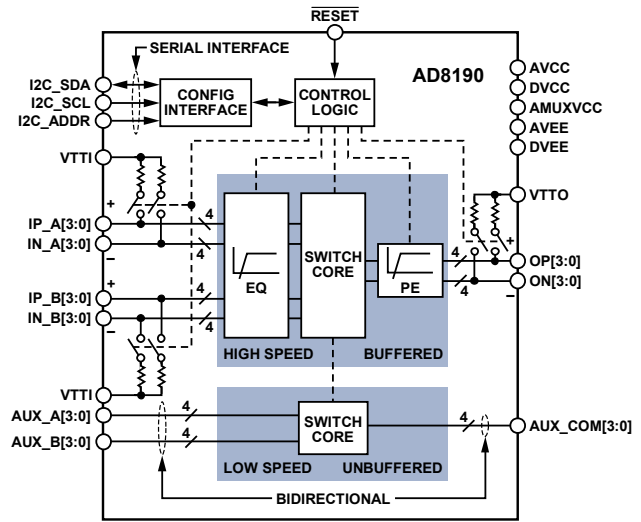 RESET
SERIAL INTERFACE
AD8190
I2C_SDA
I2C_SCL
I2C_ADDR
CONFIG
INTERFACE
CONTROL
LOGIC
AVCC
DVCC
AMUXVCC
AVEE
DVEE
VTTI
VTTO
+
IP_A[3:0]
IN_A[3:0]
–
4
4
EQ
SWITCH
CORE
PE
4
4
+
OP[3:0]
ON[3:0]
–
+
IP_B[3:0]
IN_B[3:0]
–
4
4
HIGH SPEED
BUFFERED
VTTI
AUX_A[3:0]
AUX_B[3:0]
4
4
SWITCH
CORE
4
AUX_COM[3:0]
LOW SPEED
UNBUFFERED
BIDIRECTIONAL